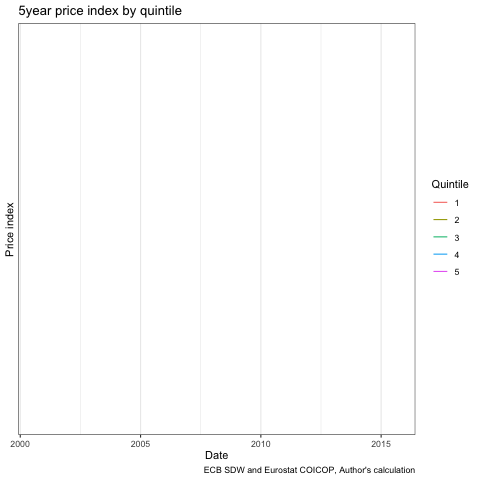 5year price index by quintile
Price index
Quintile
1
2
3
4
5
2000 2005 2010 2015
Date
ECB SDW and Eurostat COICOP, Author's calculation